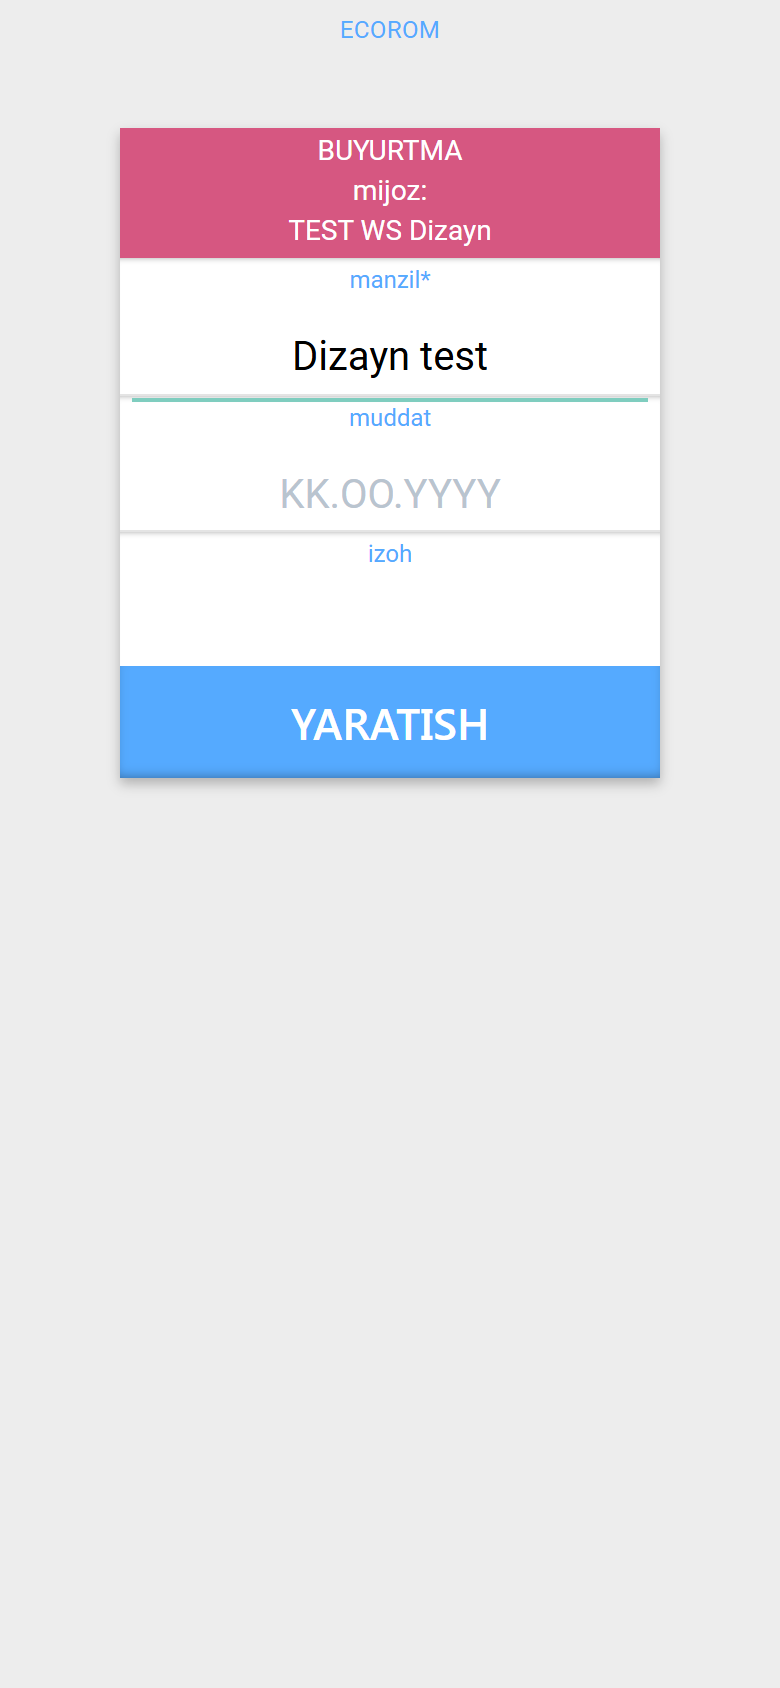 ECOROM
BUYURTMA
mijoz:
TEST WS Dizayn
manzil*
Dizayn test
muddat
KK.OO.YYYY
izoh
YARATISH